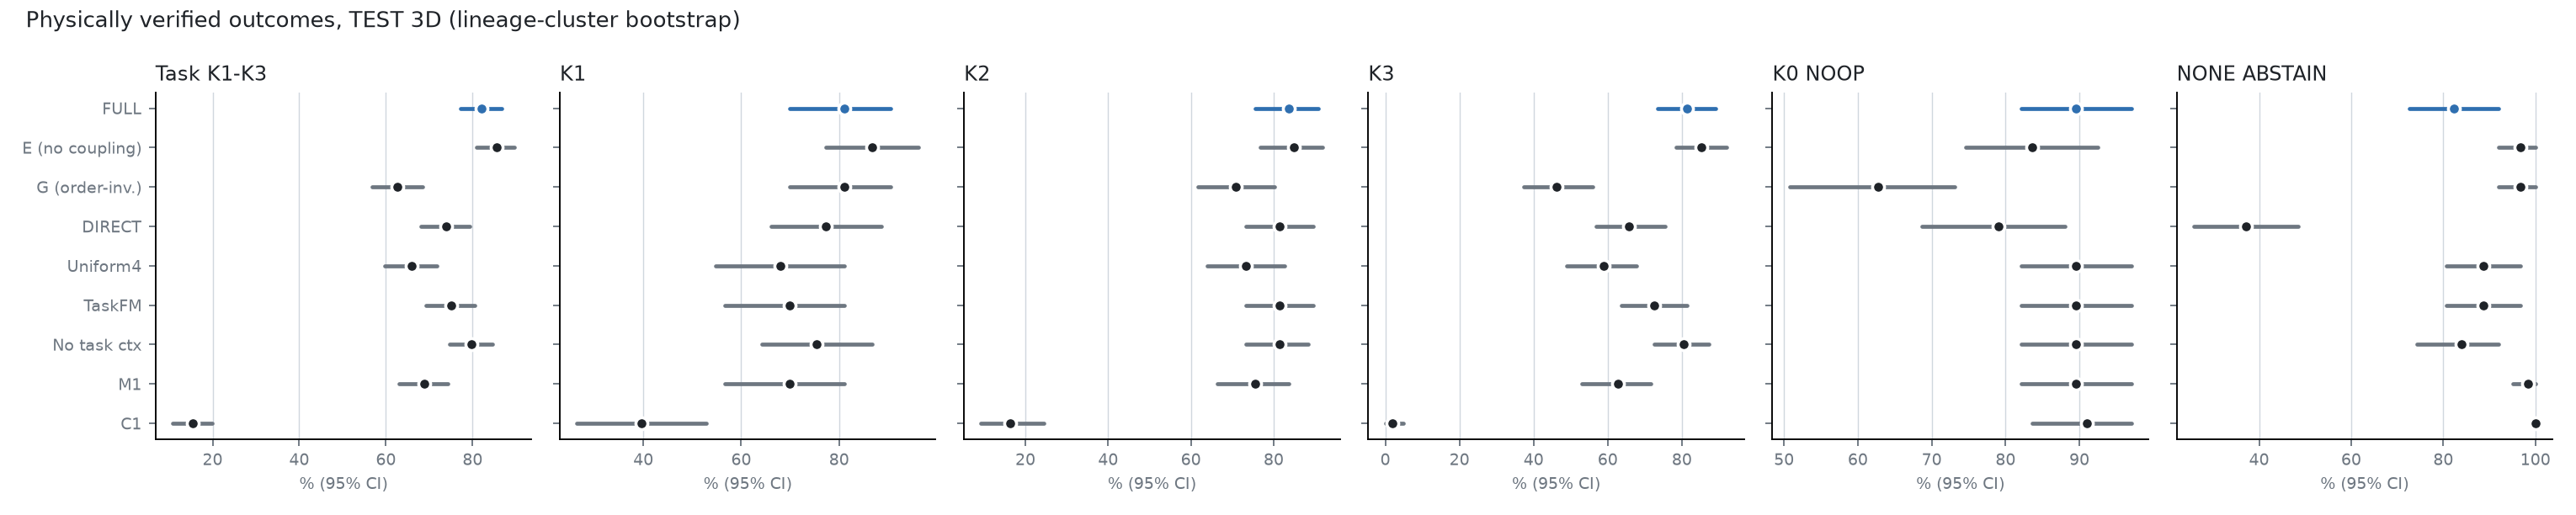 Physically verified outcomes, TEST 3D (lineage-cluster bootstrap)
Task K1-K3
K1
K2
K3
K0 NOOP
NONE ABSTAIN
FULL
E (no coupling)
G (order-inv.)
DIRECT
Uniform4
TaskFM
No task ctx
M1
C1
20 40 60 80
40 60 80
20 40 60 80
0 20 40 60 80
50 60 70 80 90
40 60 80 100
% (95% CI)
% (95% CI)
% (95% CI)
% (95% CI)
% (95% CI)
% (95% CI)